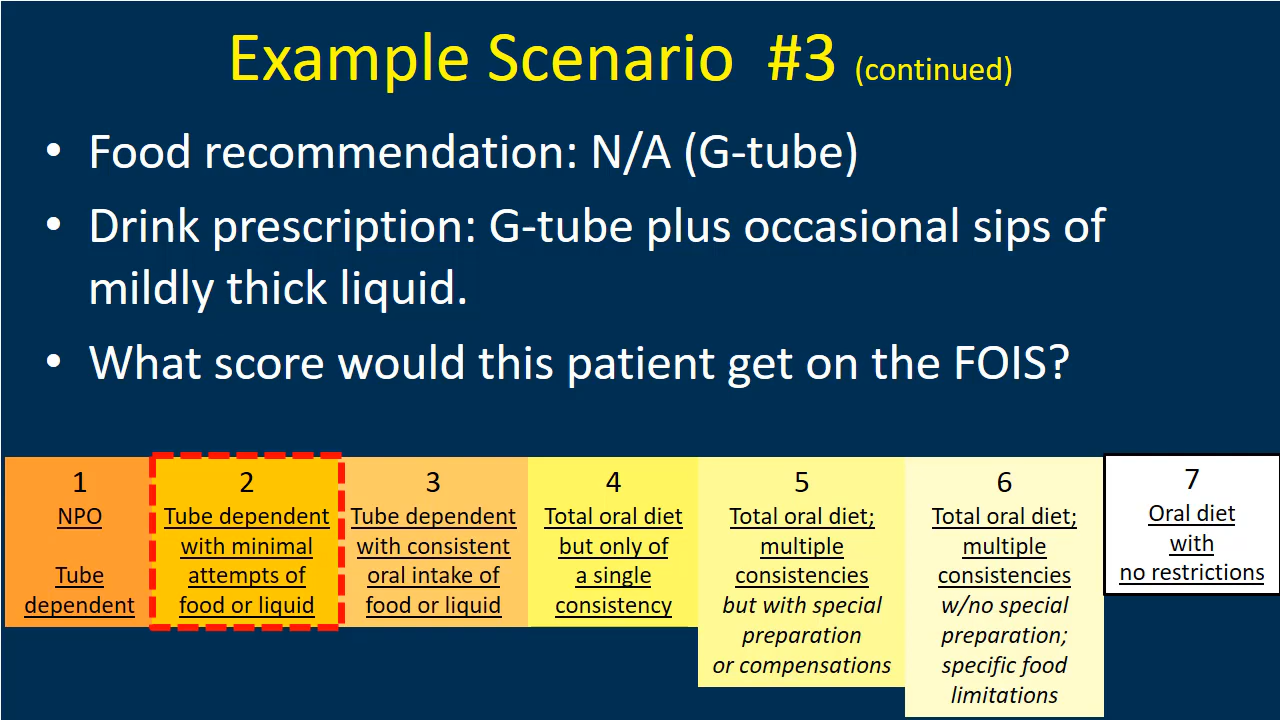 Example Scenario #3 (continued)
• Food recommendation: N/A (G-tube)
• Drink prescription: G-tube plus occasional sips of
mildly thick liquid.
• What score would this patient get on the FOIS?
1
NPO
Tube
dependent
2
Tube dependent
with minimal
attempts of
food or liquid
3
Tube dependent
with consistent
oral intake of
food or liquid
4
Total oral diet
but only of
a single
consistency
5
Total oral diet;
multiple
consistencies
but with special
preparation
or compensations
6
Total oral diet;
multiple
consistencies
w/no special
preparation;
specific food
limitations
7
Oral diet
with
no restrictions